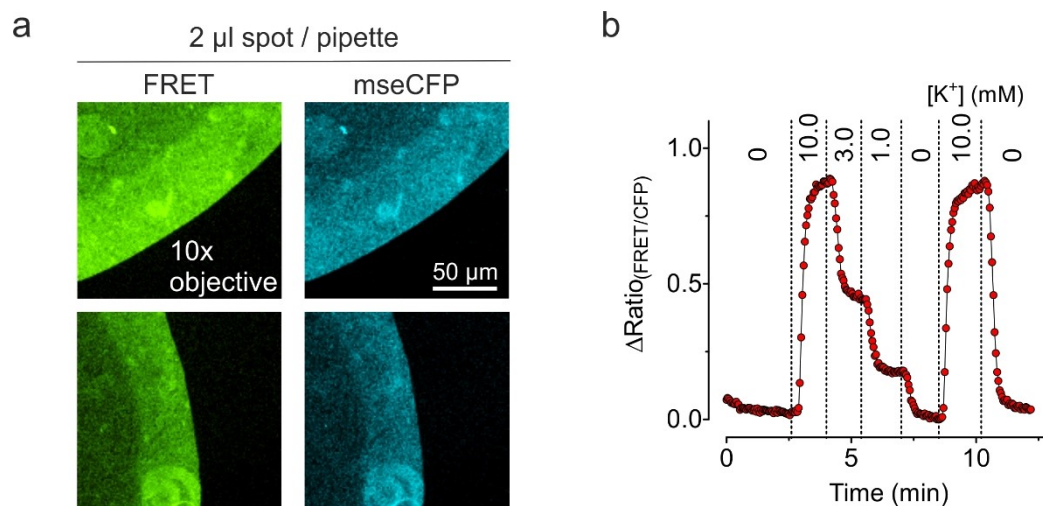 a
2 µl spot / pipette
FRET
mseCFP
10x
objective
50 µm
b
[K⁺] (mM)
0
10.0
3.0
1.0
0
10.0
0
1.0
0.5
0.0
ΔRatio(FRET/CFP)
0
5
10
Time (min)